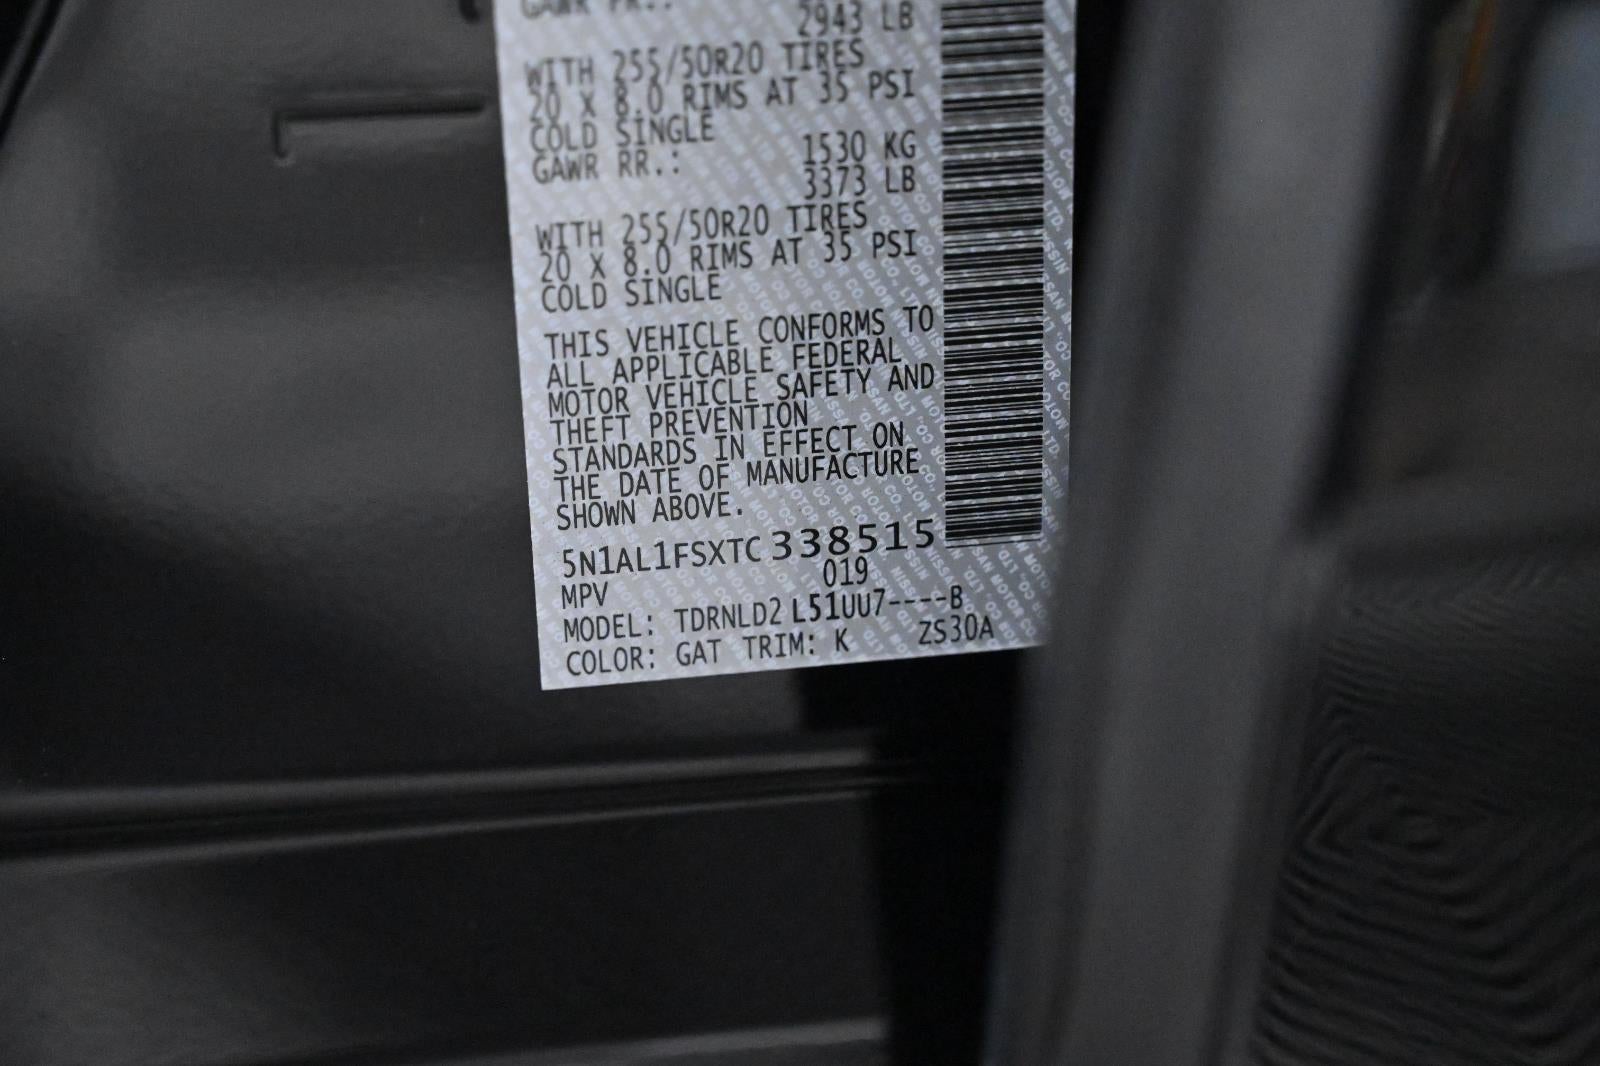 GAWR FR.:
2943 LB
WITH 255/50R20 TIRES
20 X 8.0 RIMS AT 35 PSI
COLD SINGLE
GAWR RR.: 1530 KG
3373 LB
WITH 255/50R20 TIRES
20 X 8.0 RIMS AT 35 PSI
COLD SINGLE
THIS VEHICLE CONFORMS TO
ALL APPLICABLE FEDERAL
MOTOR VEHICLE SAFETY AND
THEFT PREVENTION
STANDARDS IN EFFECT ON
THE DATE OF MANUFACTURE
SHOWN ABOVE.
5N1AL1FSXTC338515
MPV 019
MODEL: TDRNLD2 L51UU7----B
COLOR: GAT TRIM: K ZS30A